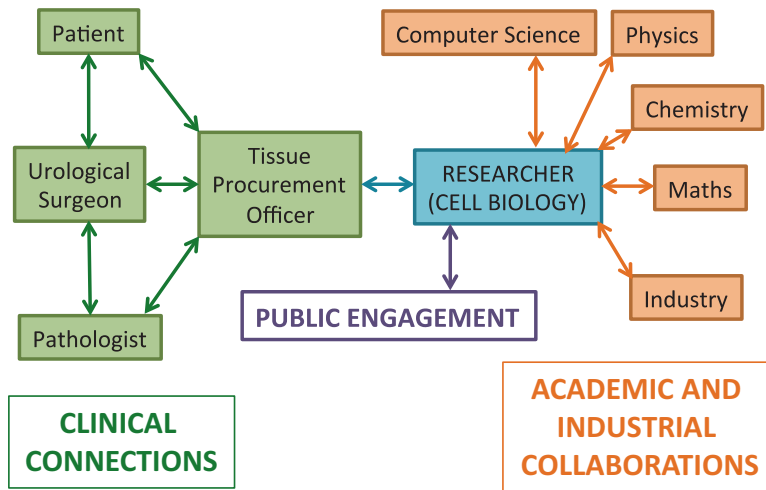 Patient
Computer Science
Physics
Chemistry
Urological
Surgeon
Tissue
Procurement
Officer
RESEARCHER
(CELL BIOLOGY)
Maths
Industry
PUBLIC ENGAGEMENT
Pathologist
CLINICAL
CONNECTIONS
ACADEMIC AND
INDUSTRIAL
COLLABORATIONS